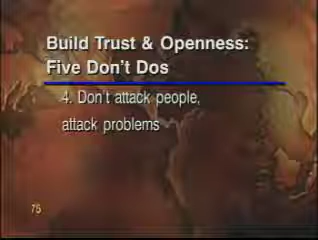 Build Trust & Openness:
Five Don't Dos
4. Don't attack people,
attack problems
75